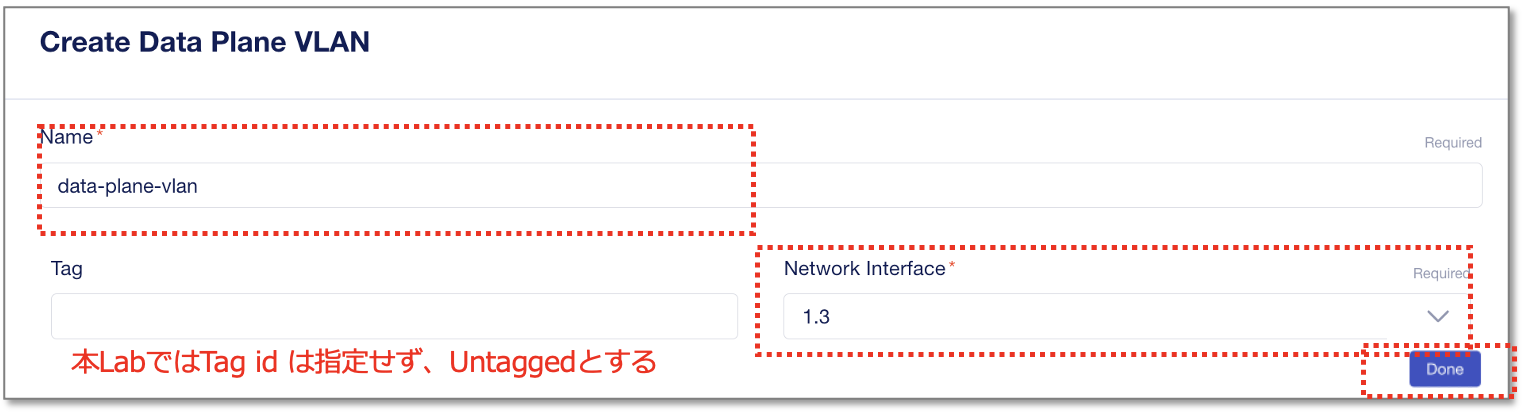 Create Data Plane VLAN
Name*
Required
data-plane-vlan
Tag
Network Interface*
Required
1.3
本LabではTag id は指定せず、Untaggedとする
Done